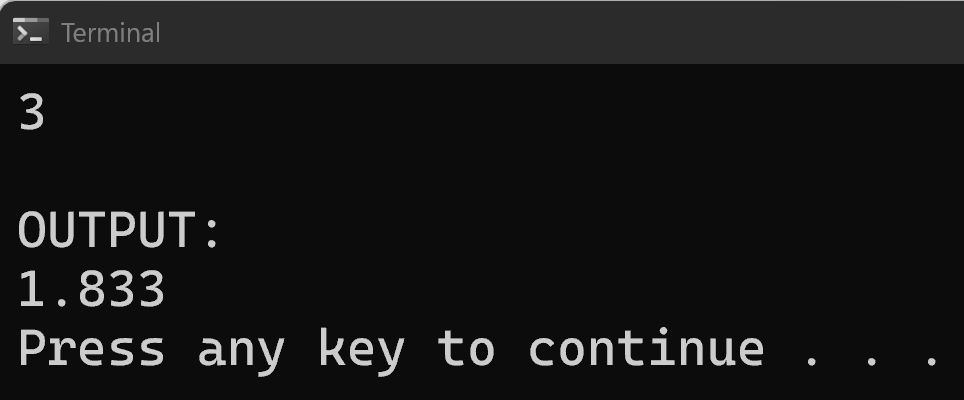 Terminal
3
OUTPUT:
1.833
Press any key to continue . . .